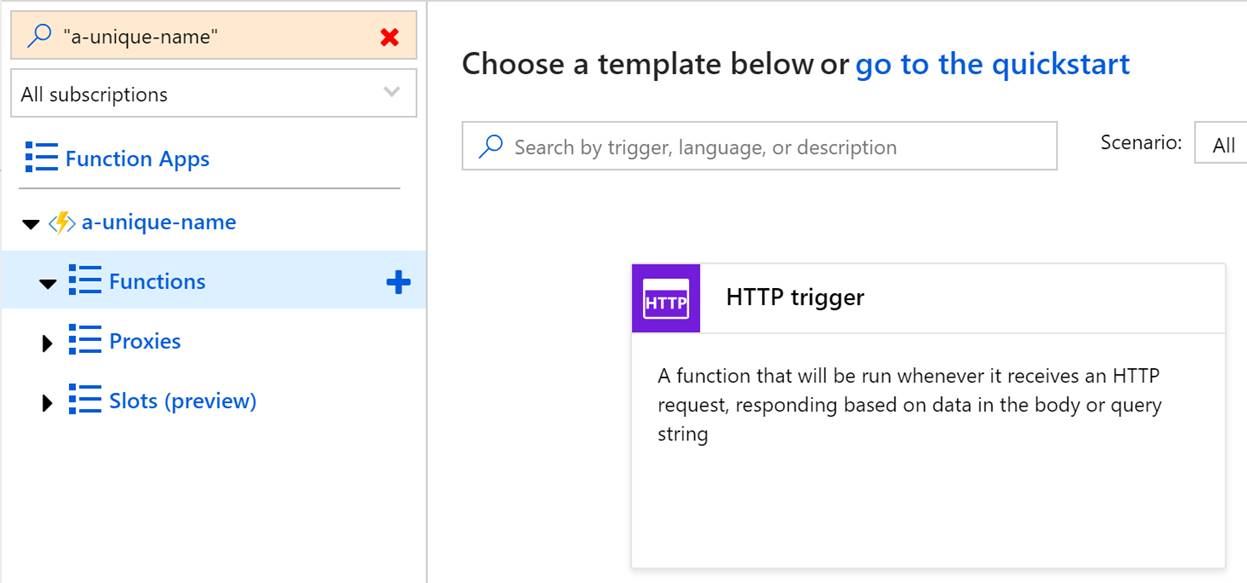 "a-unique-name"
All subscriptions
Function Apps
a-unique-name
Functions
Proxies
Slots (preview)
Choose a template below or go to the quickstart
Search by trigger, language, or description
Scenario:
All
HTTP
HTTP trigger
A function that will be run whenever it receives an HTTP
request, responding based on data in the body or query
string